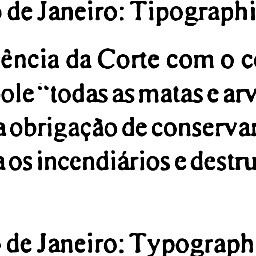 de Janeiro: Tipographi
ência da Corte com o c
ole "todas as matas e arv
a obrigação de conservar
a os incendiários e destru
de Janeiro: Typograph